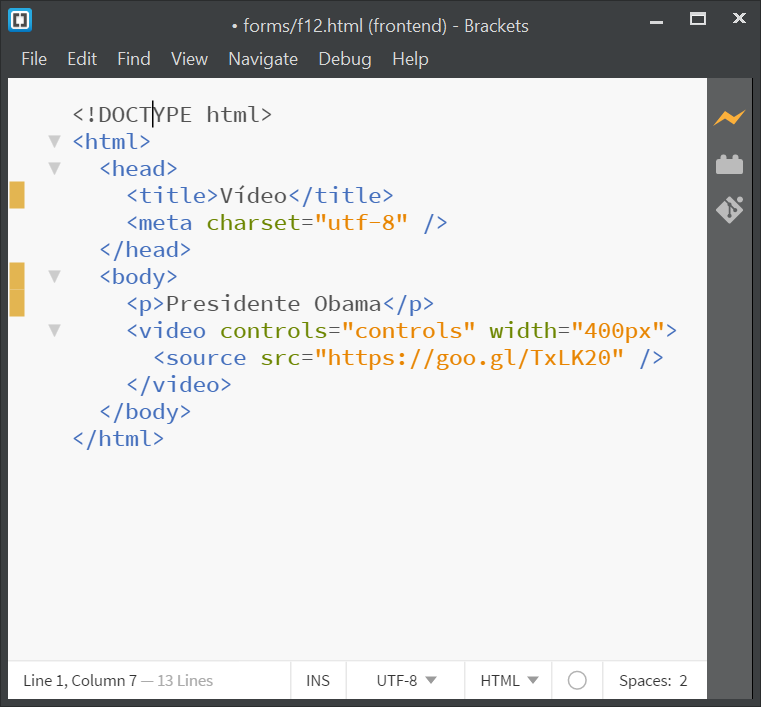 • forms/f12.html (frontend) - Brackets
File Edit Find View Navigate Debug Help
<!DOCTYPE html>
<html>
  <head>
    <title>Vídeo</title>
    <meta charset="utf-8" />
  </head>
  <body>
    <p>Presidente Obama</p>
    <video controls="controls" width="400px">
      <source src="https://goo.gl/TxLK20" />
    </video>
  </body>
</html>
Line 1, Column 7 — 13 Lines INS UTF-8 HTML Spaces: 2